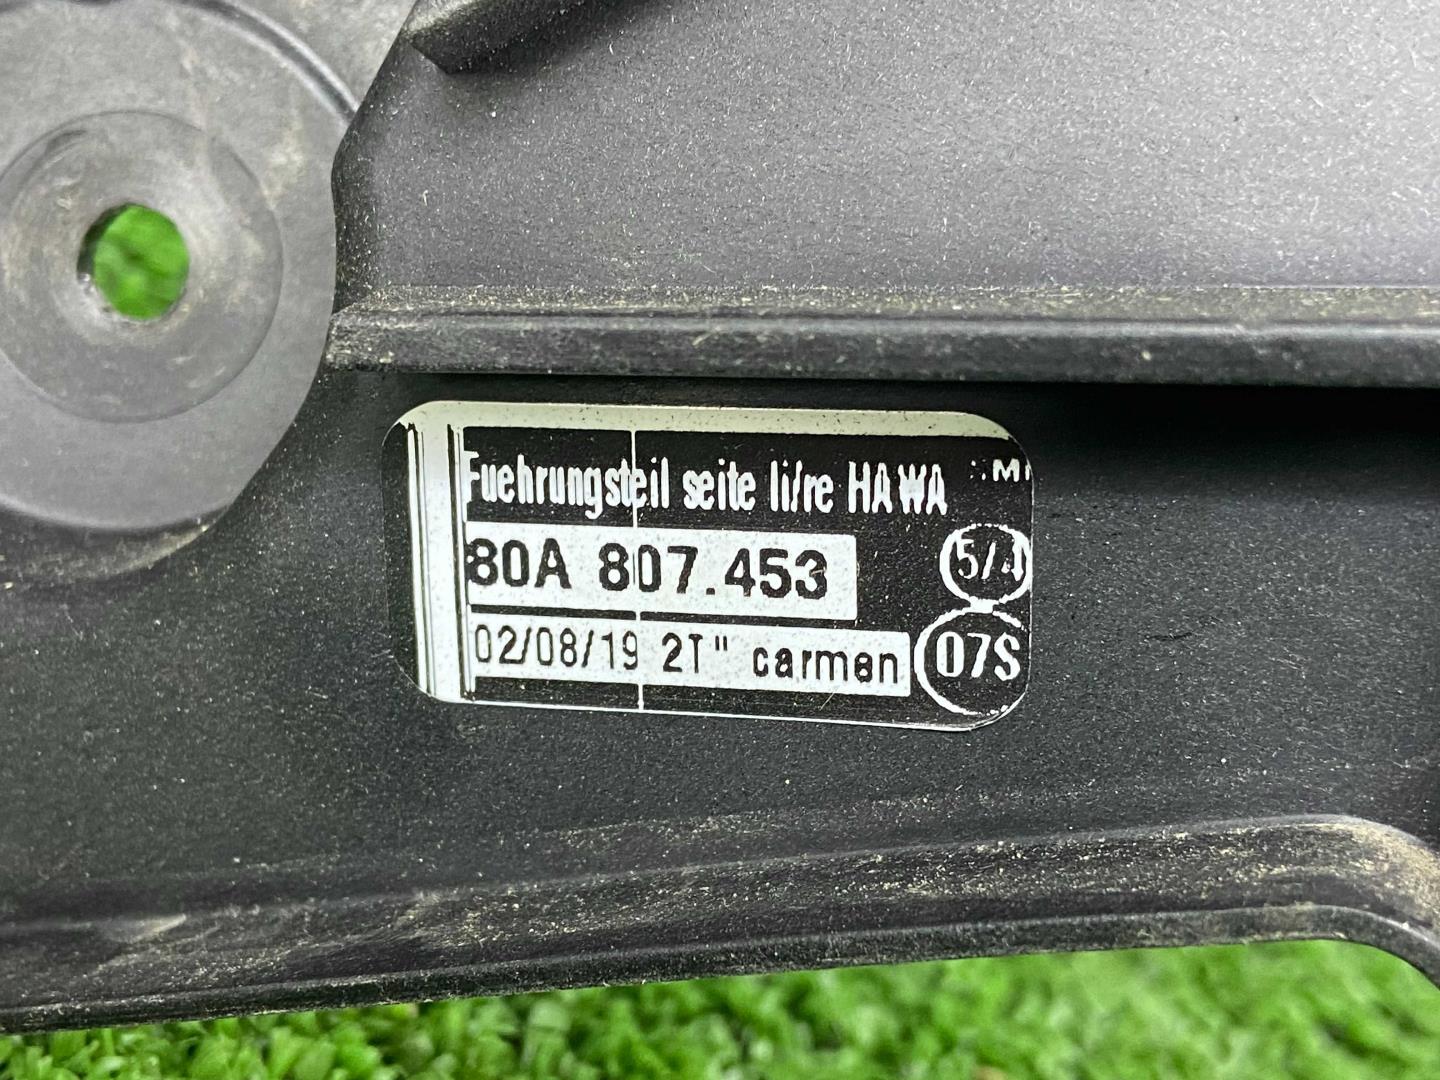 Fuehrungsteil seite li/re HAWA
80A 807.453
5/4
02/08/19 2T" carmen
07S